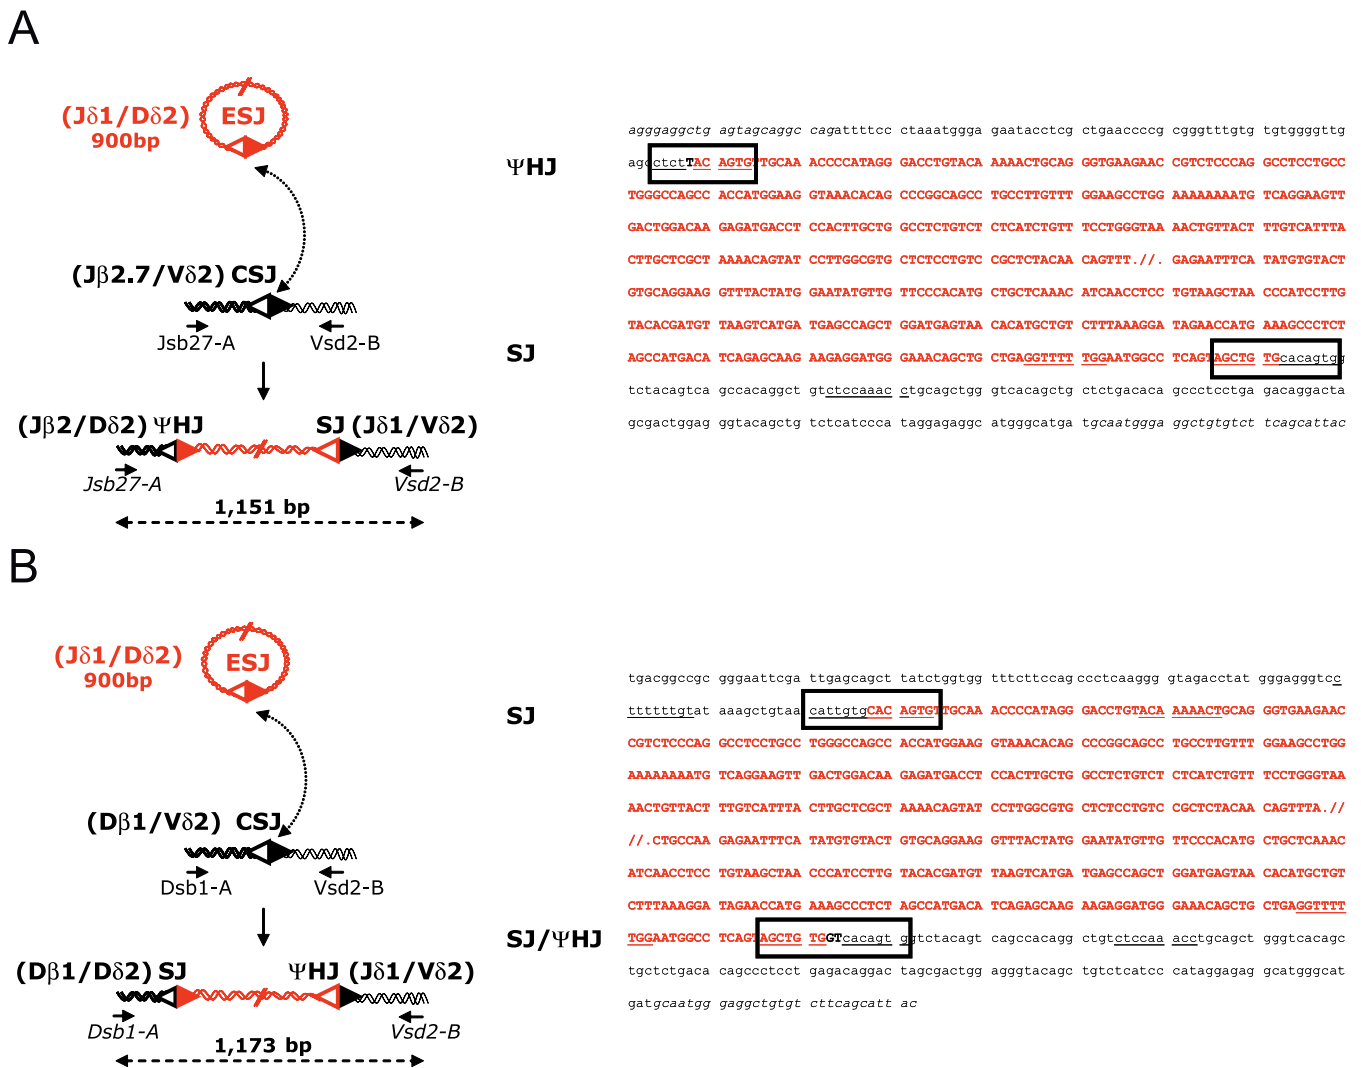 A
(Jδ1/Dδ2)
900bp
ESJ
(Jβ2.7/Vδ2) CSJ
Jsb27-A
Vsd2-B
(Jβ2/Dδ2) ΨHJ
SJ (Jδ1/Vδ2)
Jsb27-A
Vsd2-B
1,151 bp
ΨHJ
SJ
agggaggctg agtagcaggc cagattttcc ctaaatggga gaatacctcg ctgaaccccg cgggtttgtg tgtggggttg
agcctctTAC AGTGTTGCAA ACCCCATAGG GACCTGTACA AAAACTGCAG GGTGAAGAAC CGTCTCCCAG GCCTCCTGCC
TGGGCCAGCC ACCATGGAAG GTAAACACAG CCCGGCAGCC TGCCTTGTTT GGAAGCCTGG AAAAAAAATG TCAGGAAGTT
GACTGGACAA GAGATGACCT CCACTTGCTG GCCTCTGTCT CTCATCTGTT TCCTGGGTAA AACTGTTACT TTGTCATTTA
CTTGCTCGCT AAAACAGTAT CCTTGGCGTG CTCTCCTGTC CGCTCTACAA CAGTTT.//. GAGAATTTCA TATGTGTACT
GTGCAGGAAG GTTTACTATG GAATATGTTG TTCCCACATG CTGCTCAAAC ATCAACCTCC TGTAAGCTAA CCCATCCTTG
TACACGATGT TAAGTCATGA TGAGCCAGCT GGATGAGTAA CACATGCTGT CTTTAAAGGA TAGAACCATG AAAGCCCTCT
AGCCATGACA TCAGAGCAAG AAGAGGATGG GAAACAGCTG CTGAGGTTTT TGGAATGGCC TCAGTAGCTG TGcacagtgg
tctacagtca gccacaggct gtctccaaac ctgcagctgg gtcacagctg ctctgacaca gccctcctga gacaggacta
gcgactggag ggtacagctg tctcatccca taggagaggc atgggcatga tgcaatggga ggctgtgtct tcagcattac
B
(Jδ1/Dδ2)
900bp
ESJ
(Dβ1/Vδ2) CSJ
Dsb1-A
Vsd2-B
(Dβ1/Dδ2) SJ
ΨHJ (Jδ1/Vδ2)
Dsb1-A
Vsd2-B
1,173 bp
SJ
SJ/ΨHJ
tgacggccgc gggaattcga ttgagcagct tatctggtgg tttcttccag ccctcaaggg gtagacctat gggagggtcc
ttttttgtat aaagctgtaa cattgtgCAC AGTGTTGCAA ACCCCATAGG GACCTGTACA AAAACTGCAG GGTGAAGAAC
CGTCTCCCAG GCCTCCTGCC TGGGCCAGCC ACCATGGAAG GTAAACACAG CCCGGCAGCC TGCCTTGTTT GGAAGCCTGG
AAAAAAAATG TCAGGAAGTT GACTGGACAA GAGATGACCT CCACTTGCTG GCCTCTGTCT CTCATCTGTT TCCTGGGTAA
AACTGTTACT TTGTCATTTA CTTGCTCGCT AAAACAGTAT CCTTGGCGTG CTCTCCTGTC CGCTCTACAA CAGTTTA.//
//.CTGCCAAG GAGAATTTCA TATGTGTACT GTGCAGGAAG GTTTACTATG GAATATGTTG TTCCCACATG CTGCTCAAAC
ATCAACCTCC TGTAAGCTAA CCCATCCTTG TACACGATGT TAAGTCATGA TGAGCCAGCT GGATGAGTAA CACATGCTGT
CTTTAAAGGA TAGAACCATG AAAGCCCTCT AGCCATGACA TCAGAGCAAG AAGAGGATGG GAAACAGCTG CTGAGGTTTT
TGGAATGGCC TCAGTAGCTG TGGTcacagt ggtctacagt cagccacagg ctgtctccaa acctgcagct gggtcacagc
tgctctgaca cagccctcct gagacaggac tagcgactgg agggtacagc tgtctcatcc cataggagag gcatgggcat
gatgcaatgg gaggctgtgt cttcagcatt ac